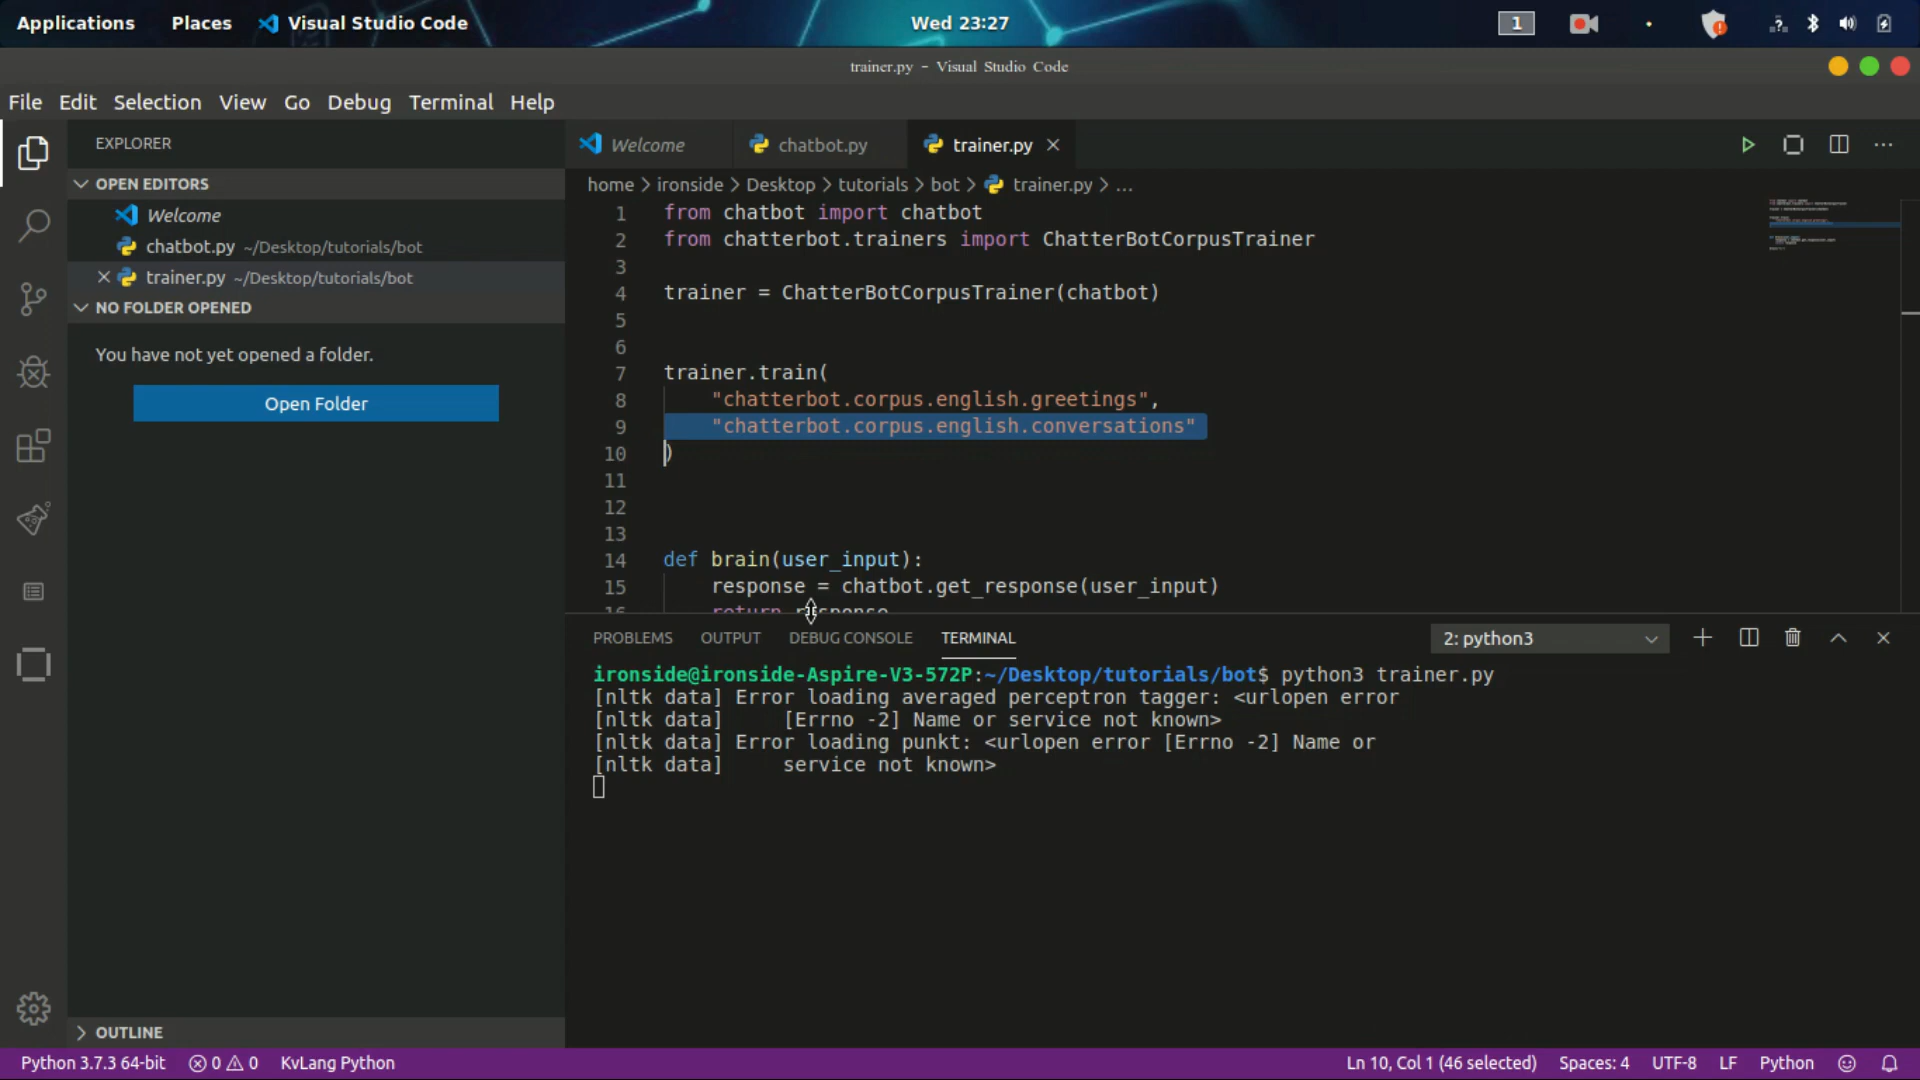 Applications Places Visual Studio Code Wed 23:27 1
trainer.py - Visual Studio Code
File Edit Selection View Go Debug Terminal Help
EXPLORER
OPEN EDITORS
Welcome
chatbot.py ~/Desktop/tutorials/bot
trainer.py ~/Desktop/tutorials/bot
NO FOLDER OPENED
You have not yet opened a folder.
Open Folder
OUTLINE
Welcome chatbot.py trainer.py
home > ironside > Desktop > tutorials > bot > trainer.py > ...
1 from chatbot import chatbot
2 from chatterbot.trainers import ChatterBotCorpusTrainer
3
4 trainer = ChatterBotCorpusTrainer(chatbot)
5
6
7 trainer.train(
8 "chatterbot.corpus.english.greetings",
9 "chatterbot.corpus.english.conversations"
10 )
11
12
13
14 def brain(user_input):
15 response = chatbot.get_response(user_input)
16 return response
PROBLEMS OUTPUT DEBUG CONSOLE TERMINAL 2: python3
ironside@ironside-Aspire-V3-572P:~/Desktop/tutorials/bot$ python3 trainer.py
[nltk data] Error loading averaged perceptron tagger: <urlopen error
[nltk data] [Errno -2] Name or service not known>
[nltk data] Error loading punkt: <urlopen error [Errno -2] Name or
[nltk data] service not known>
Python 3.7.3 64-bit 0 0 KvLang Python Ln 10, Col 1 (46 selected) Spaces: 4 UTF-8 LF Python